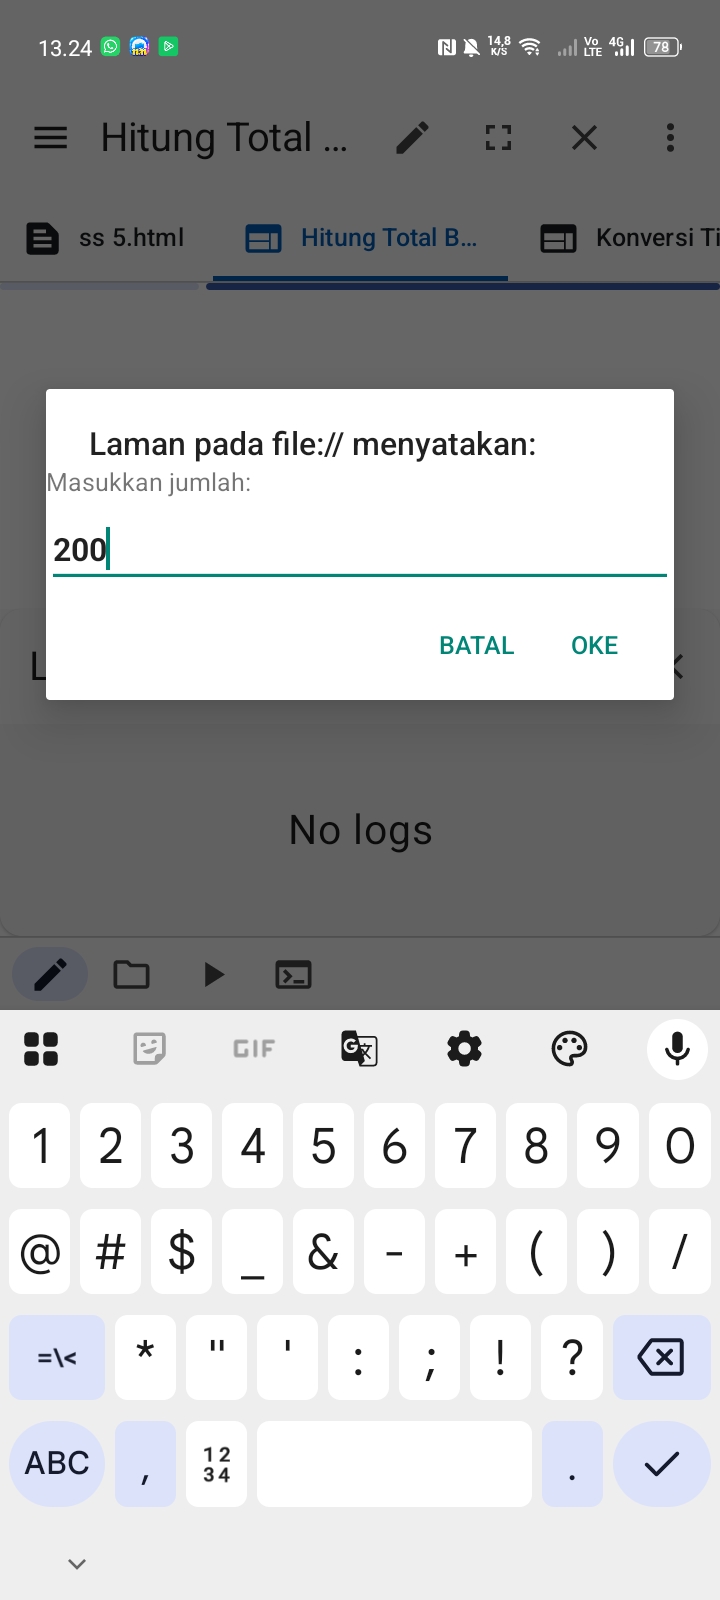 13.24
14,8
K/S
Vo
LTE
4G
78
Hitung Total ...
ss 5.html
Hitung Total B...
Konversi Ti
Laman pada file:// menyatakan:
Masukkan jumlah:
200
BATAL OKE
L
No logs
GIF
G 文
1 2 3 4 5 6 7 8 9 0
@ # $ _ & - + ( ) /
=\< * " ' : ; ! ?
ABC , 12 .
34